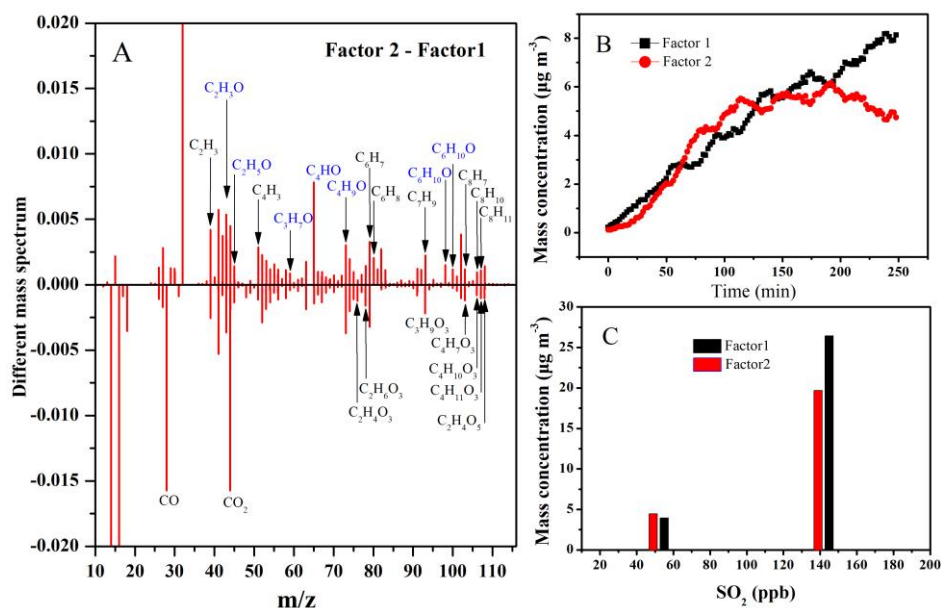 A
Factor 2 - Factor1
Different mass spectrum
0.020
0.015
0.010
0.005
0.000
-0.005
-0.010
-0.015
-0.020
C₂H₃O
C₂H₃
C₂H₅O
C₄H₃
C₃H₇O
C₄HO
C₄H₉O
C₆H₇
C₆H₈
C₇H₉
C₆H₁₀O
C₆H₁₀O
C₈H₇
C₈H₁₀
C₈H₁₁
C₃H₉O₃
C₄H₇O₃
C₄H₁₀O₃
C₄H₁₁O₃
C₂H₄O₅
C₂H₆O₃
C₂H₄O₃
CO
CO₂
10 20 30 40 50 60 70 80 90 100 110
m/z
B
Factor 1
Factor 2
Mass concentration (μg m⁻³)
8
6
4
2
0
0 50 100 150 200 250
Time (min)
C
Factor1
Factor2
Mass concentration (μg m⁻³)
30
25
20
15
10
5
0
20 40 60 80 100 120 140 160 180 200
SO₂ (ppb)